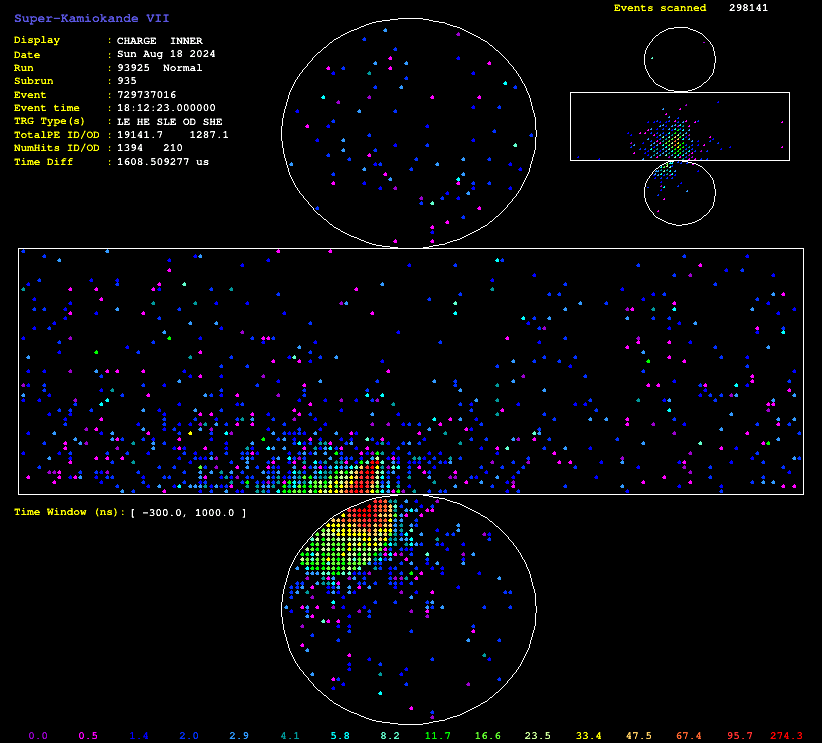 Super-Kamiokande VII
Events scanned 298141
Display : CHARGE INNER
Date : Sun Aug 18 2024
Run : 93925 Normal
Subrun : 935
Event : 729737016
Event time : 18:12:23.000000
TRG Type(s) : LE HE SLE OD SHE
TotalPE ID/OD : 19141.7 1287.1
NumHits ID/OD : 1394 210
Time Diff : 1608.509277 us
Time Window (ns): [ -300.0, 1000.0 ]
0.0 0.5 1.4 2.0 2.9 4.1 5.8 8.2 11.7 16.6 23.5 33.4 47.5 67.4 95.7 274.3